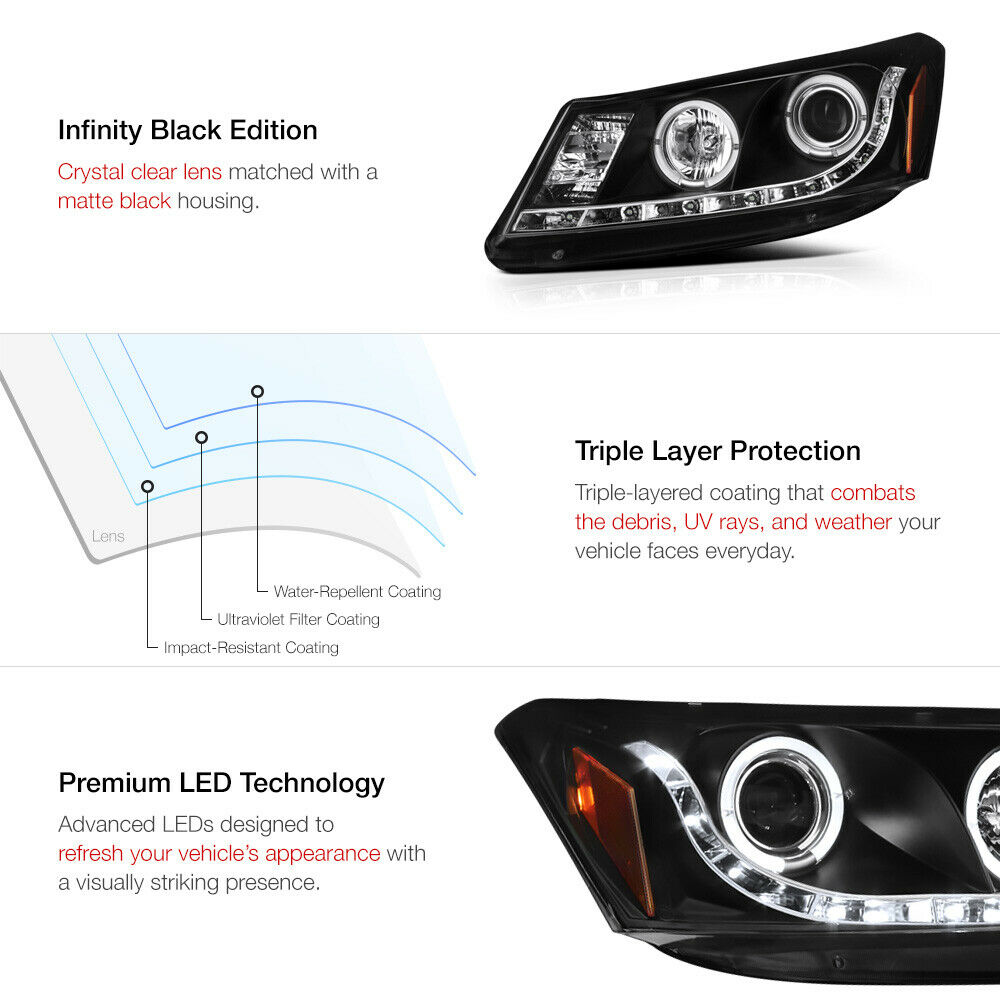 Infinity Black Edition
Crystal clear lens matched with a
matte black housing.
Triple Layer Protection
Triple-layered coating that combats
the debris, UV rays, and weather your
vehicle faces everyday.
Lens
Water-Repellent Coating
Ultraviolet Filter Coating
Impact-Resistant Coating
Premium LED Technology
Advanced LEDs designed to
refresh your vehicle's appearance with
a visually striking presence.